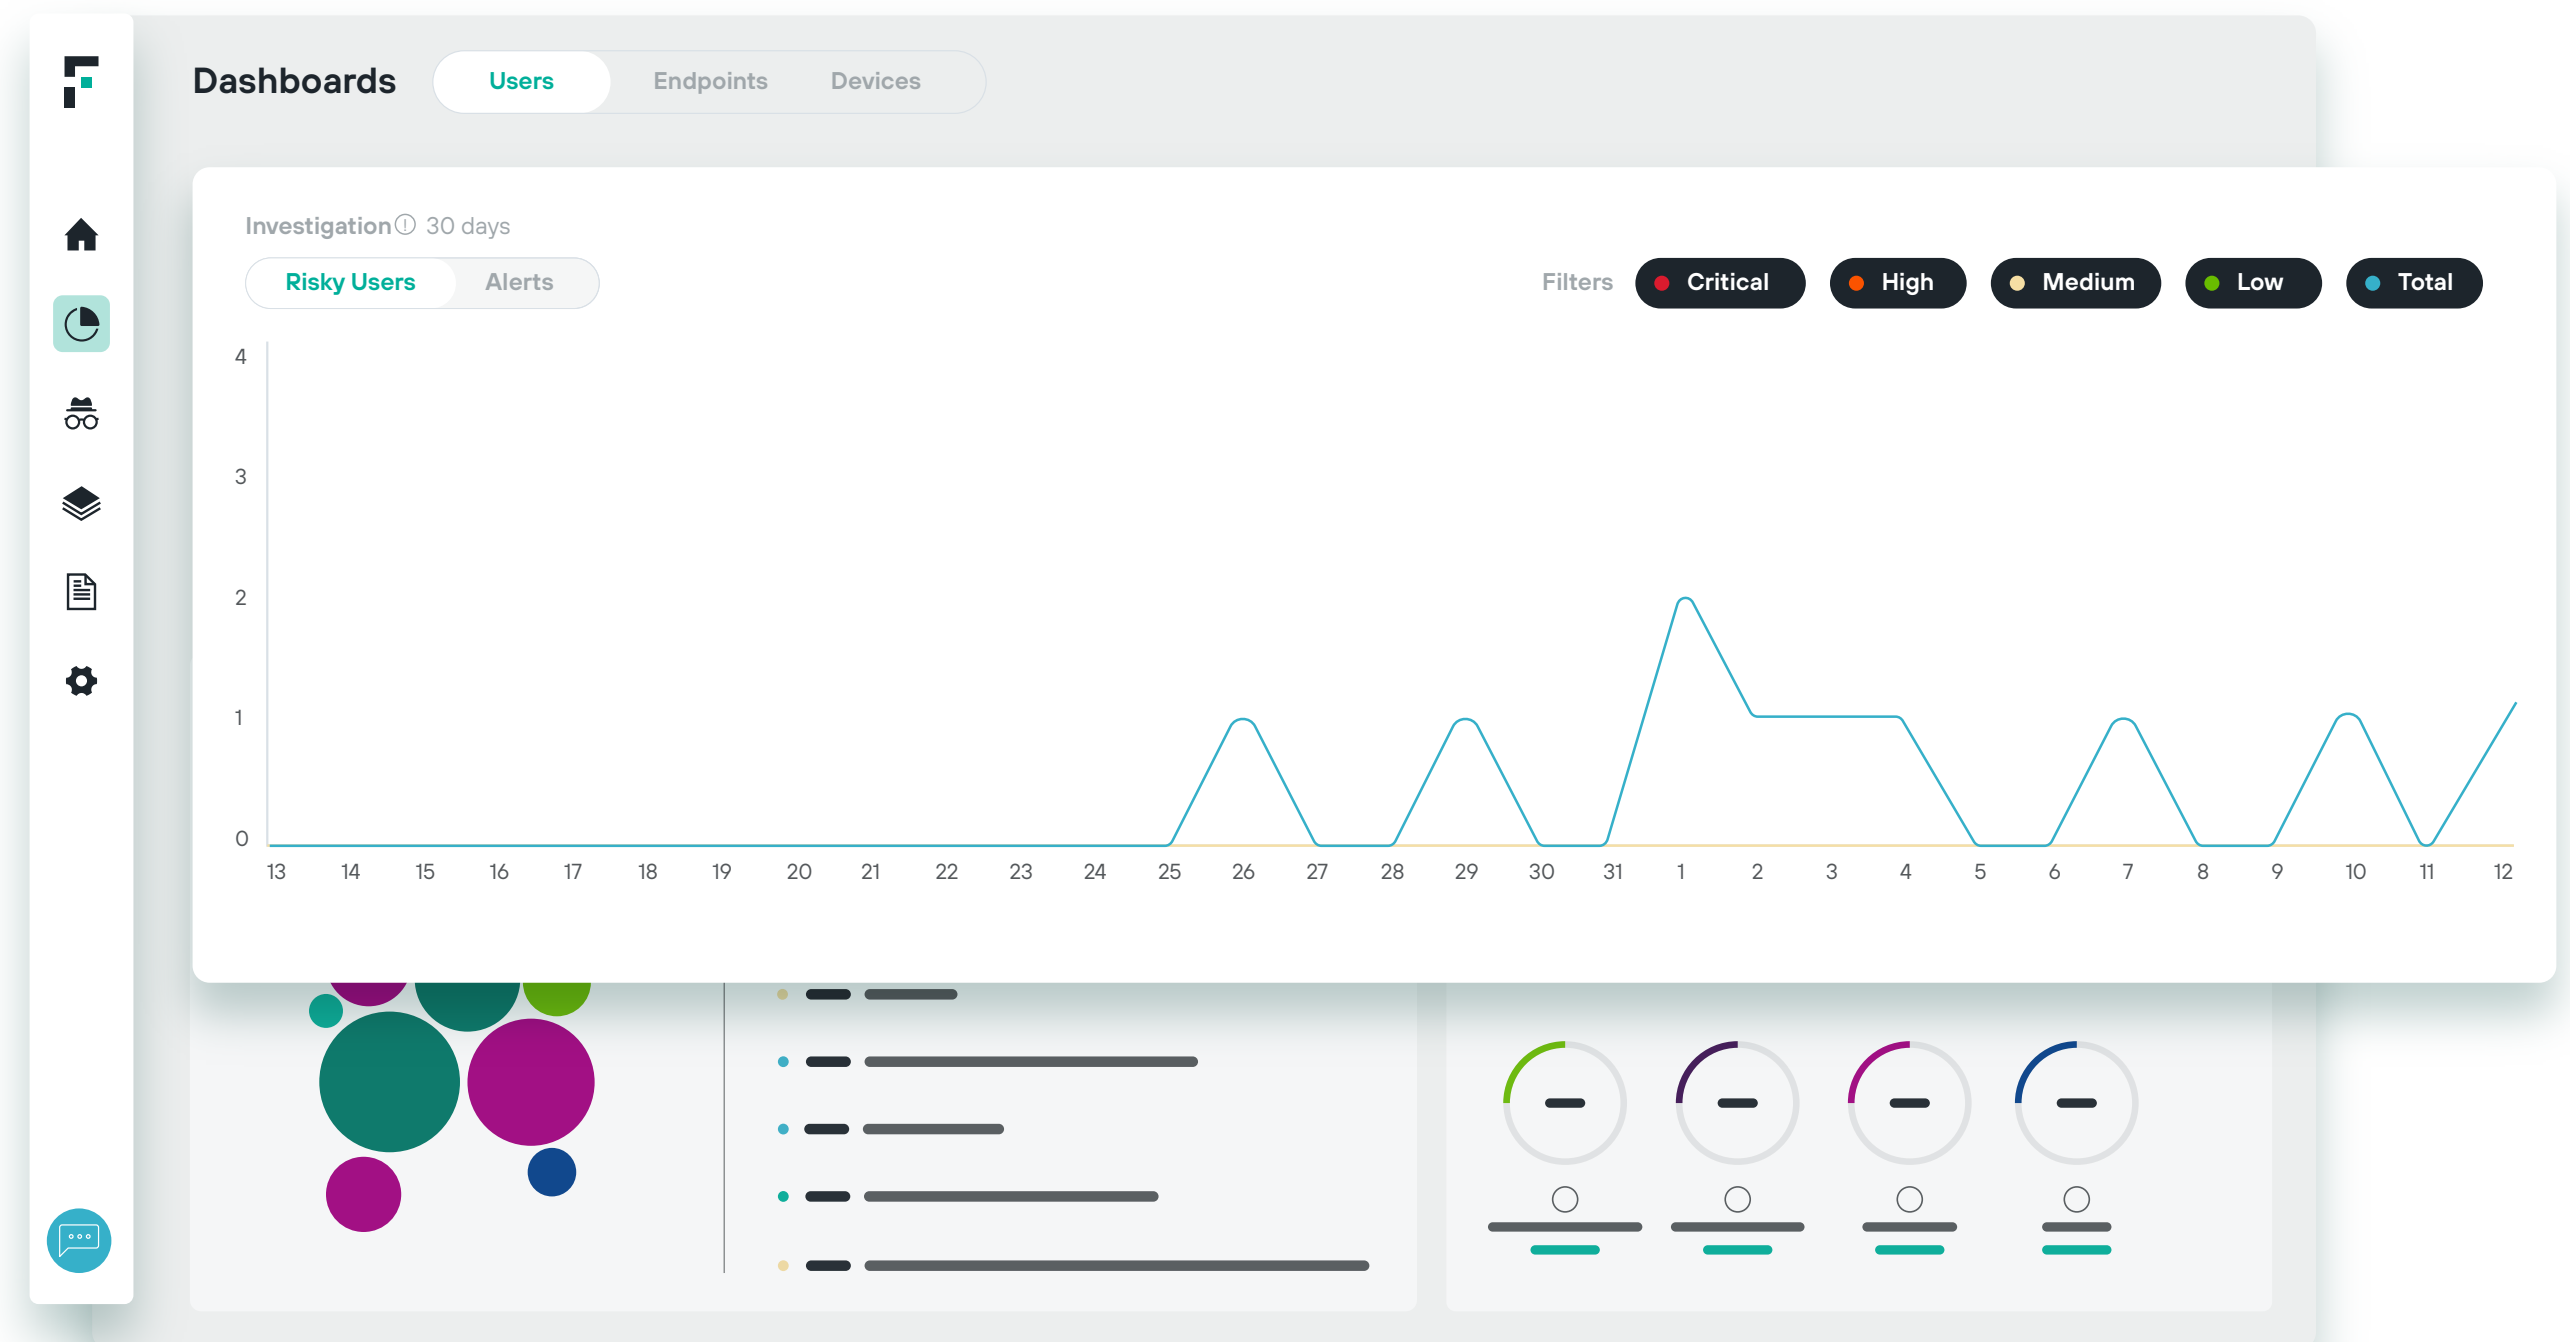 Dashboards Users Endpoints Devices
Investigation 30 days
Risky Users Alerts Filters Critical High Medium Low Total
4
3
2
1
0
13 14 15 16 17 18 19 20 21 22 23 24 25 26 27 28 29 30 31 1 2 3 4 5 6 7 8 9 10 11 12